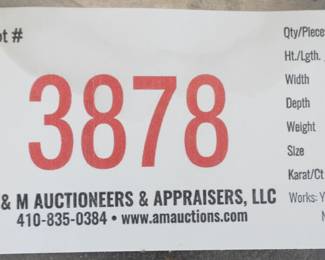 ot #
3878
& M AUCTIONEERS & APPRAISERS, LLC
410-835-0384 • www.amauctions.com
Qty/Piece
Ht./Lgth.
Width
Depth
Weight
Size
Karat/Ct
Works: Y
N